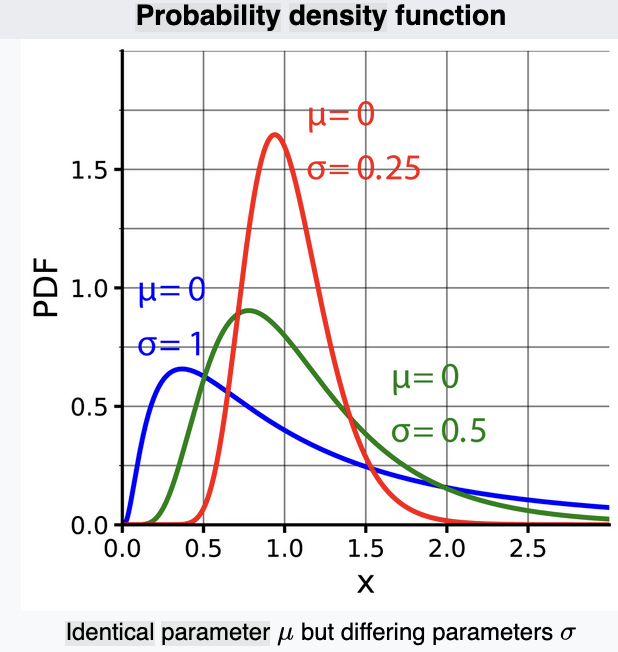 Probability density function
μ=0
σ=0.25
1.5
1.0
μ=0
σ=1
PDF
μ=0
σ=0.5
0.5
0.0
0.0 0.5 1.0 1.5 2.0 2.5
x
Identical parameter μ but differing parameters σ